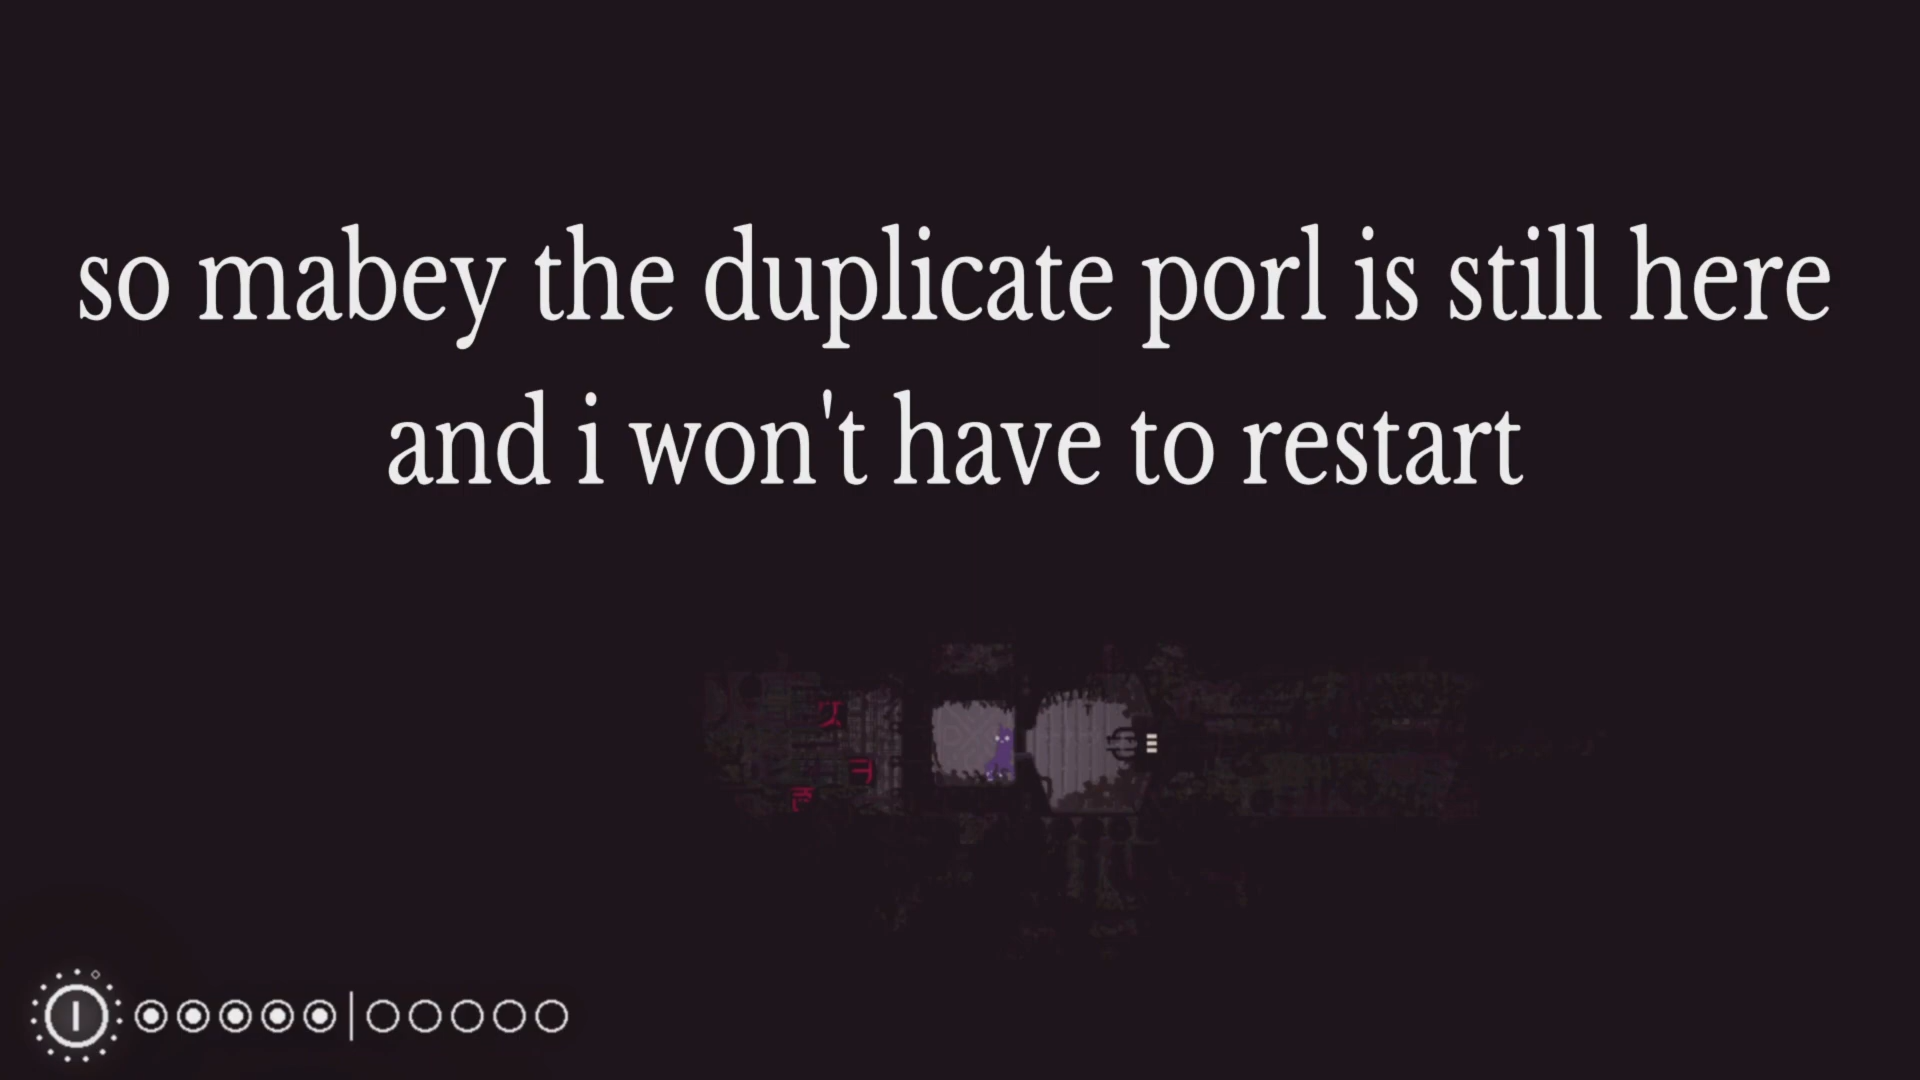 so mabey the duplicate porl is still here
and i won't have to restart